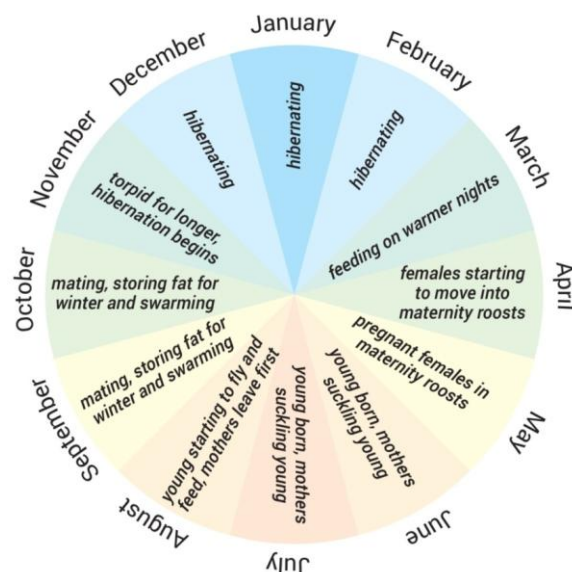 January
hibernating
February
hibernating
March
feeding on warmer nights
April
females starting
to move into
maternity roosts
May
pregnant females in
maternity roosts
June
young born, mothers
suckling young
July
young born, mothers
suckling young
August
young starting to fly and
feed, mothers leave first
September
mating, storing fat for
winter and swarming
October
mating, storing fat for
winter and swarming
November
torpid for longer,
hibernation begins
December
hibernating